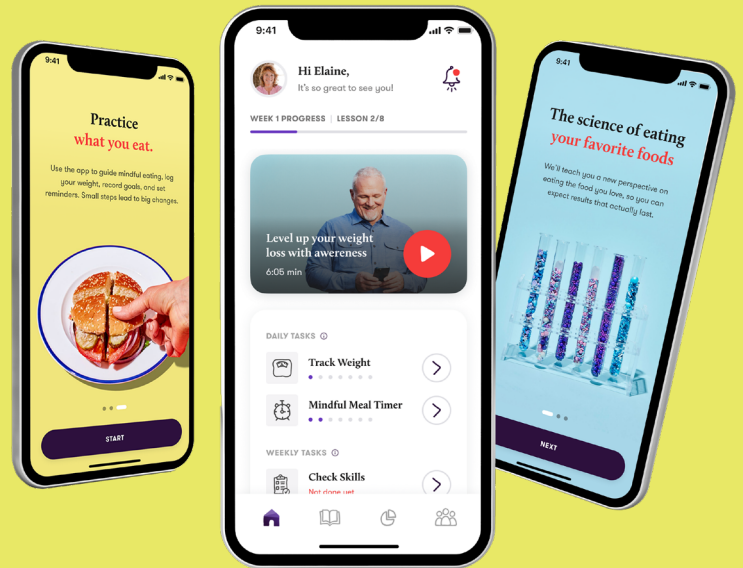 9:41
Practice
what you eat.
Use the app to guide mindful eating, log
your weight, record goals, and set
reminders. Small steps lead to big changes.
START
9:41
Hi Elaine,
It's so great to see you!
WEEK 1 PROGRESS | LESSON 2/8
Level up your weight
loss with awereness
6:05 min
DAILY TASKS
Track Weight
Mindful Meal Timer
WEEKLY TASKS
Check Skills
Not done yet
9:41
The science of eating
your favorite foods
We'll teach you a new perspective on
eating the food you love, so you can
expect results that actually last.
NEXT